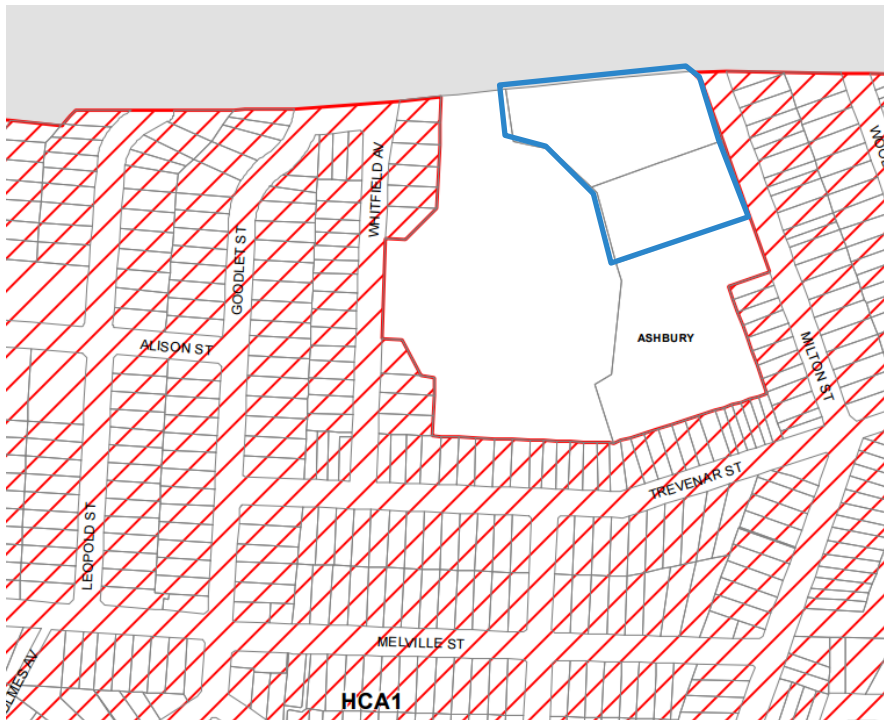 WHITFIELD AV
GOODLET ST
ALISON ST
ASHBURY
MILTON ST
TREVENAR ST
LEOPOLD ST
MELVILLE ST
HCA1